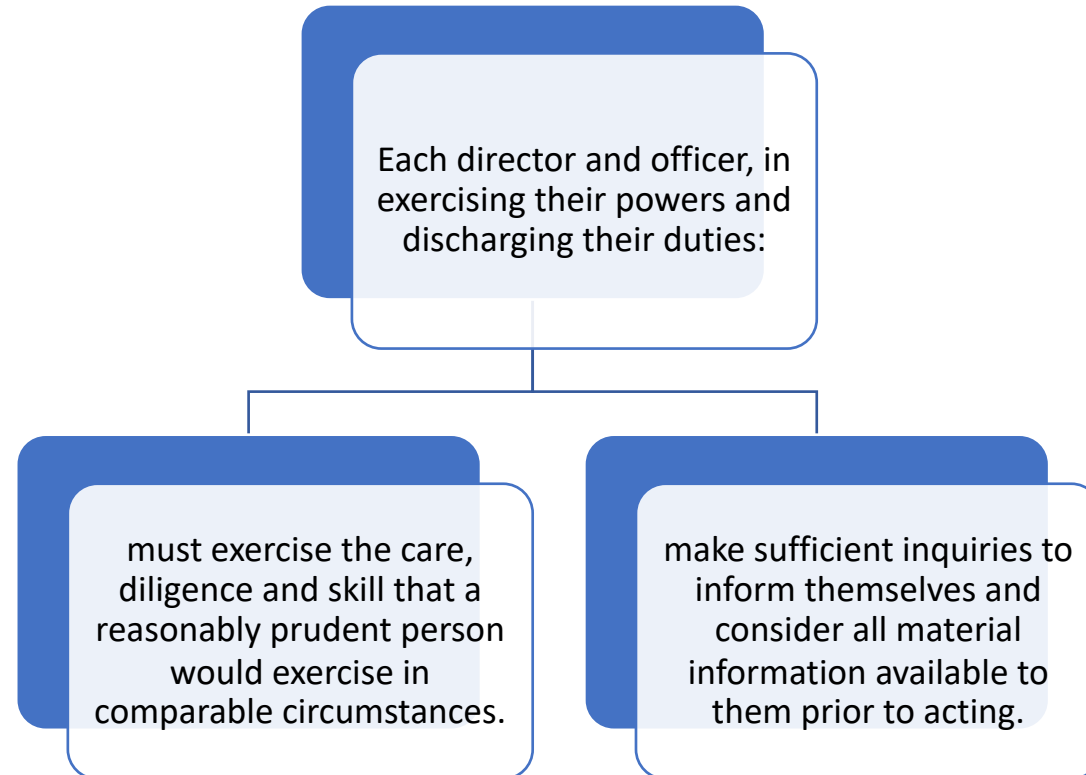 Each director and officer, in
exercising their powers and
discharging their duties:
must exercise the care,
diligence and skill that a
reasonably prudent person
would exercise in
comparable circumstances.
make sufficient inquiries to
inform themselves and
consider all material
information available to
them prior to acting.